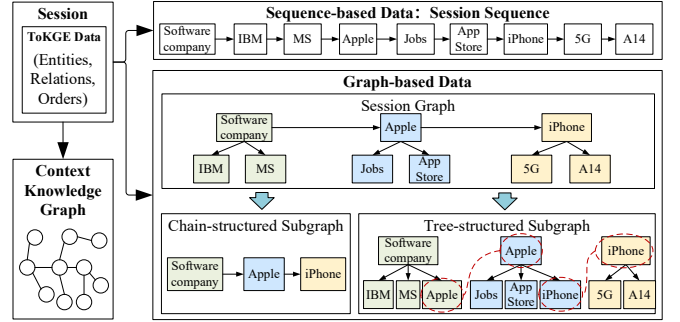 Session
ToKGE Data
(Entities,
Relations,
Orders)
Context
Knowledge
Graph
Sequence-based Data: Session Sequence
Software
company
IBM
MS
Apple
Jobs
App
Store
iPhone
5G
A14
Graph-based Data
Session Graph
Software
company
Apple
iPhone
IBM
MS
Jobs
App
Store
5G
A14
Chain-structured Subgraph
Software
company
Apple
iPhone
Tree-structured Subgraph
Software
company
Apple
iPhone
IBM
MS
Apple
Jobs
App
Store
iPhone
5G
A14